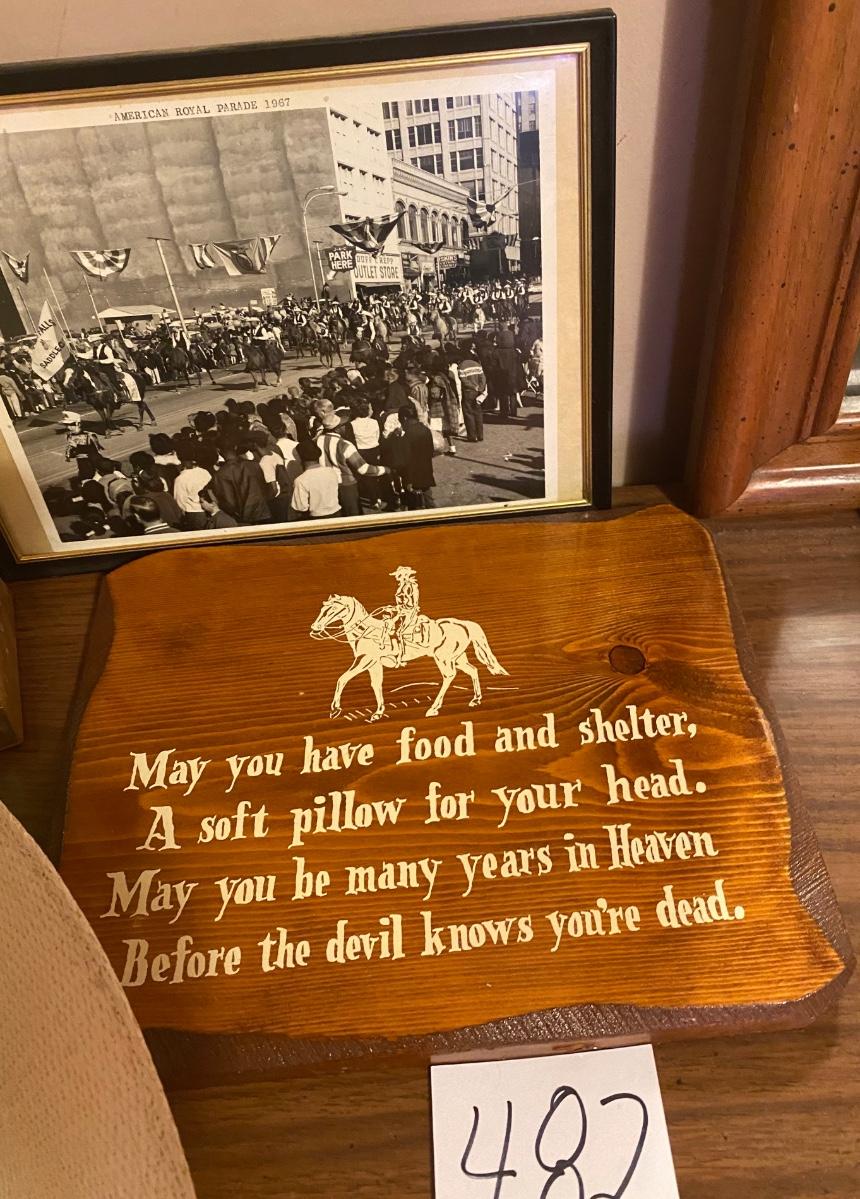 AMERICAN ROYAL PARADE 1967
PARK
HERE
OUTLET STORE
SADDLE
May you have food and shelter,
A soft pillow for your head.
May you be many years in Heaven
Before the devil knows you're dead.
482